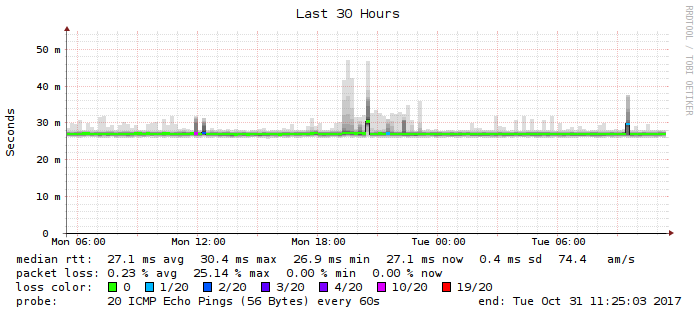 Last 30 Hours
RRDTOOL / TOBI OETIKER
Seconds
50 m
40 m
30 m
20 m
10 m
0
Mon 06:00 Mon 12:00 Mon 18:00 Tue 00:00 Tue 06:00
median rtt: 27.1 ms avg 30.4 ms max 26.9 ms min 27.1 ms now 0.4 ms sd 74.4 am/s
packet loss: 0.23 % avg 25.14 % max 0.00 % min 0.00 % now
loss color: 0 1/20 2/20 3/20 4/20 10/20 19/20
probe: 20 ICMP Echo Pings (56 Bytes) every 60s end: Tue Oct 31 11:25:03 2017